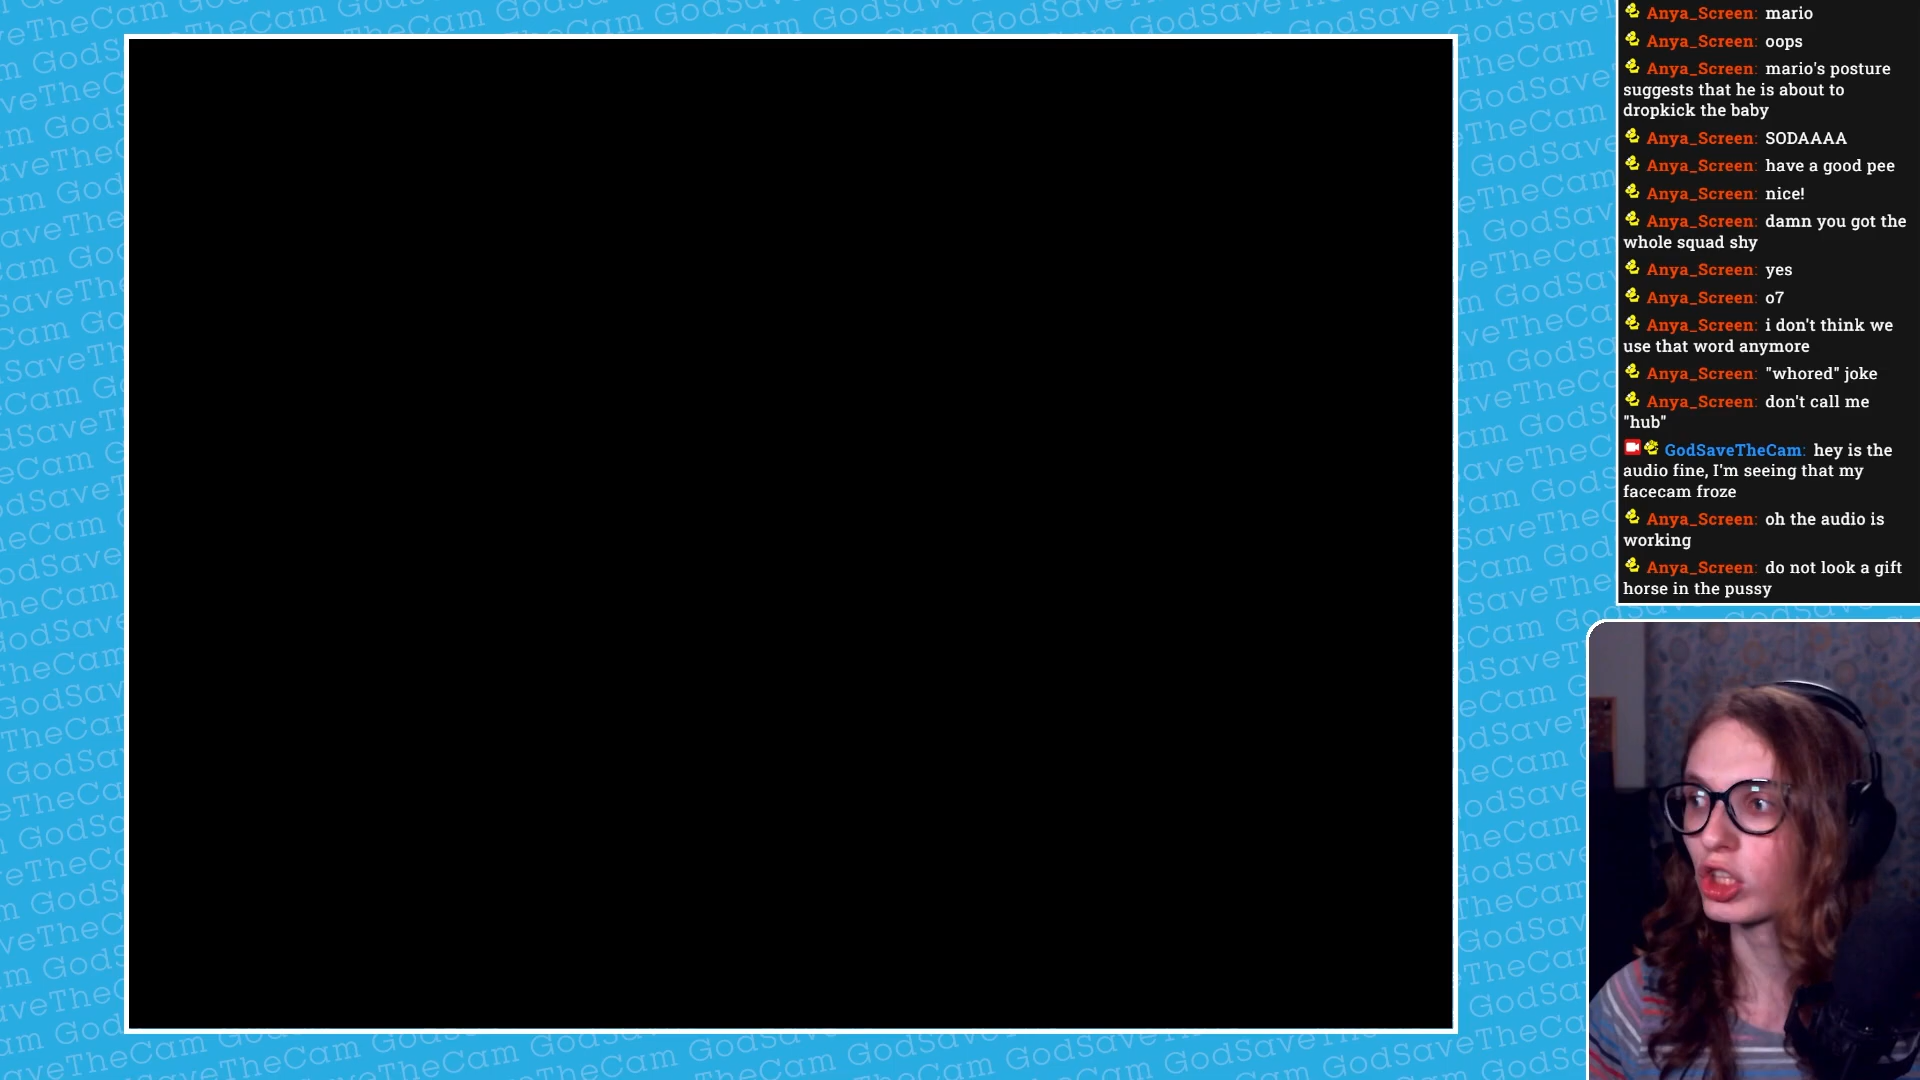 Anya_Screen: mario
Anya_Screen: oops
Anya_Screen: mario's posture
suggests that he is about to
dropkick the baby
Anya_Screen: SODAAAA
Anya_Screen: have a good pee
Anya_Screen: nice!
Anya_Screen: damn you got the
whole squad shy
Anya_Screen: yes
Anya_Screen: o7
Anya_Screen: i don't think we
use that word anymore
Anya_Screen: "whored" joke
Anya_Screen: don't call me
"hub"
GodSaveTheCam: hey is the
audio fine, I'm seeing that my
facecam froze
Anya_Screen: oh the audio is
working
Anya_Screen: do not look a gift
horse in the pussy
GodSaveTheCam